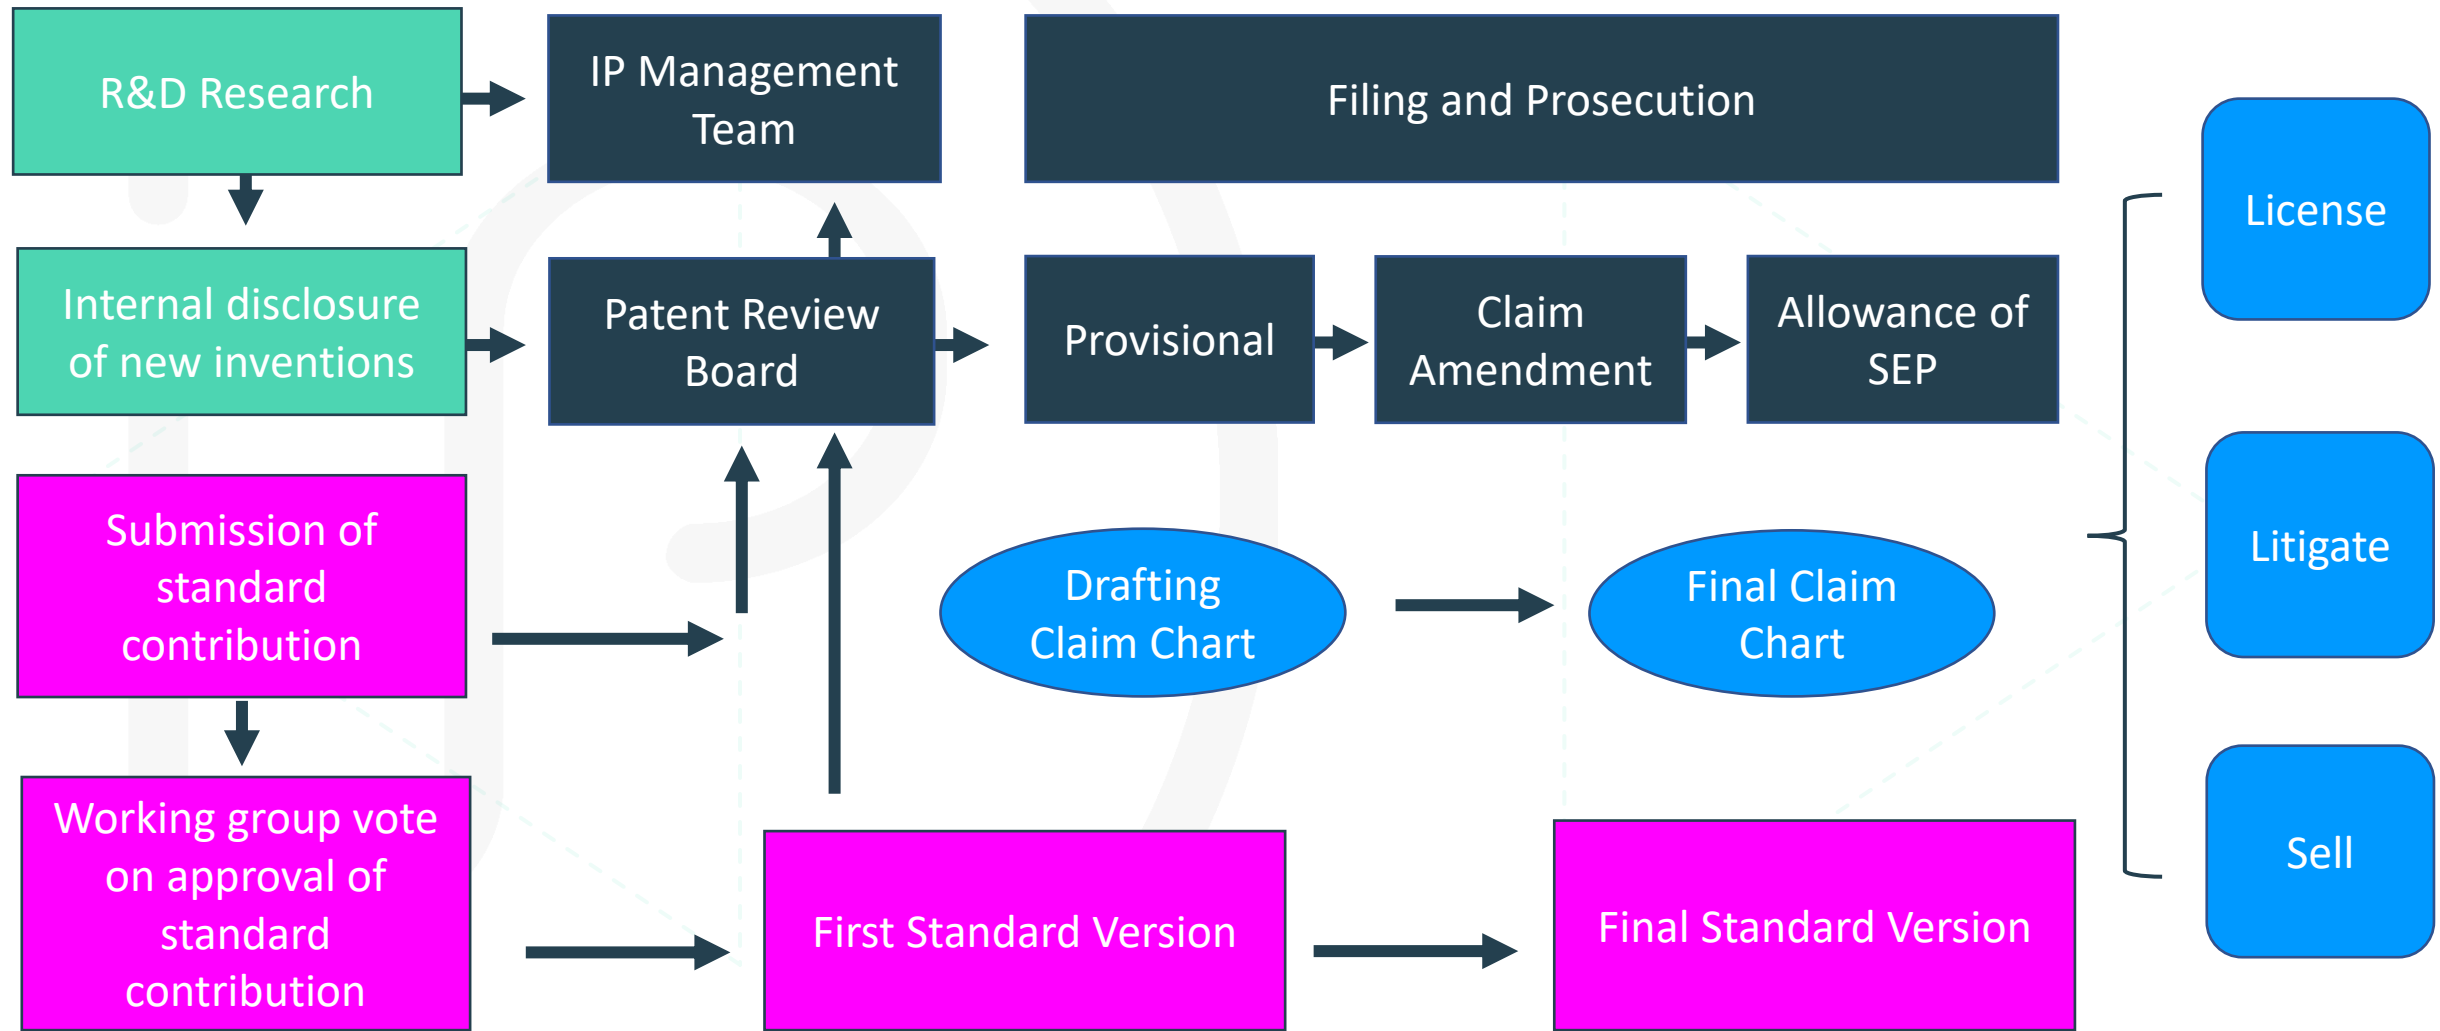 R&D Research
IP Management
Team
Filing and Prosecution
License
Internal disclosure
of new inventions
Patent Review
Board
Provisional
Claim
Amendment
Allowance of
SEP
Submission of
standard
contribution
Drafting
Claim Chart
Final Claim
Chart
Litigate
Working group vote
on approval of
standard
contribution
First Standard Version
Final Standard Version
Sell